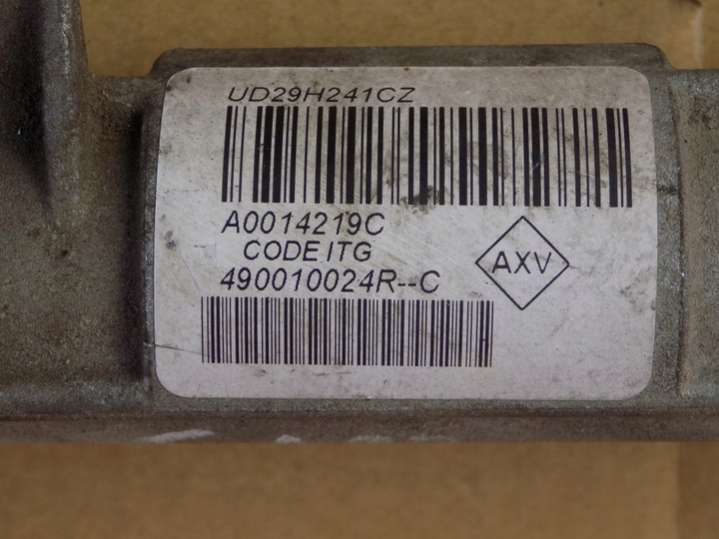 UD29H241CZ
A0014219C
CODE ITG
AXV
490010024R--C